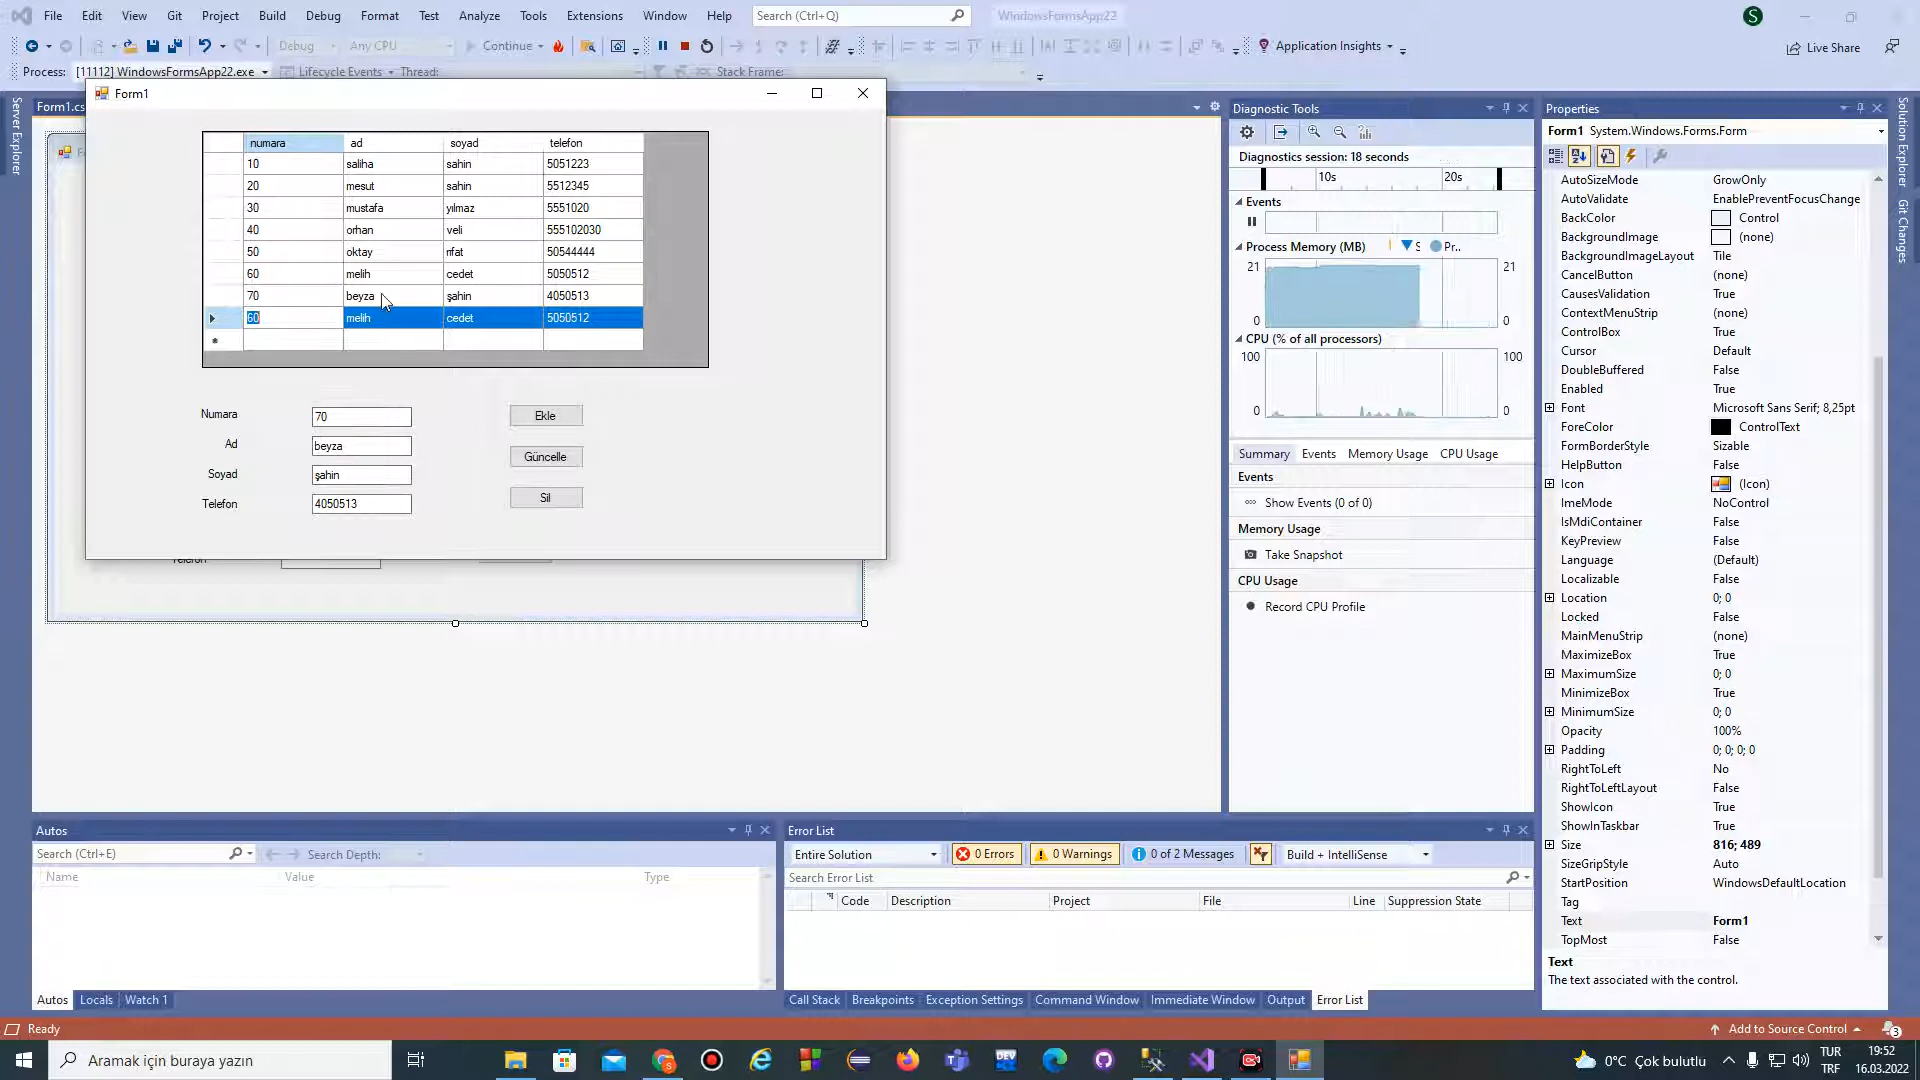 File Edit View Git Project Build Debug Format Test Analyze Tools Extensions Window Help Search (Ctrl+Q) WindowsFormsApp22 S
Debug Any CPU Continue Application Insights Live Share
Process: [11112] WindowsFormsApp22.exe Lifecycle Events Thread: Stack Frame:
Server Explorer
Form1.cs
Form1
numara ad soyad telefon
10 saliha sahin 5051223
20 mesut sahin 5512345
30 mustafa yılmaz 5551020
40 orhan veli 555102030
50 oktay rıfat 50544444
60 melih cedet 5050512
70 beyza şahin 4050513
60 melih cedet 5050512
Numara 70 Ekle
Ad beyza
Güncelle
Soyad şahin
Sil
Telefon 4050513
Telefon
Diagnostic Tools
Diagnostics session: 18 seconds
10s 20s
Events
Process Memory (MB) S Pr..
21 21
0 0
CPU (% of all processors)
100 100
0 0
Summary Events Memory Usage CPU Usage
Events
Show Events (0 of 0)
Memory Usage
Take Snapshot
CPU Usage
Record CPU Profile
Properties
Form1 System.Windows.Forms.Form
AutoSizeMode GrowOnly
AutoValidate EnablePreventFocusChange
BackColor Control
BackgroundImage (none)
BackgroundImageLayout Tile
CancelButton (none)
CausesValidation True
ContextMenuStrip (none)
ControlBox True
Cursor Default
DoubleBuffered False
Enabled True
Font Microsoft Sans Serif; 8,25pt
ForeColor ControlText
FormBorderStyle Sizable
HelpButton False
Icon (Icon)
ImeMode NoControl
IsMdiContainer False
KeyPreview False
Language (Default)
Localizable False
Location 0; 0
Locked False
MainMenuStrip (none)
MaximizeBox True
MaximumSize 0; 0
MinimizeBox True
MinimumSize 0; 0
Opacity 100%
Padding 0; 0; 0; 0
RightToLeft No
RightToLeftLayout False
ShowIcon True
ShowInTaskbar True
Size 816; 489
SizeGripStyle Auto
StartPosition WindowsDefaultLocation
Tag
Text Form1
TopMost False
Text
The text associated with the control.
Solution Explorer
Git Changes
Autos
Search (Ctrl+E) Search Depth:
Name Value Type
Autos Locals Watch 1
Error List
Entire Solution 0 Errors 0 Warnings 0 of 2 Messages Build + IntelliSense
Search Error List
Code Description Project File Line Suppression State
Call Stack Breakpoints Exception Settings Command Window Immediate Window Output Error List
Ready Add to Source Control 3
Aramak için buraya yazın DEV 0°C Çok bulutlu TUR 19:52
TRF 16.03.2022